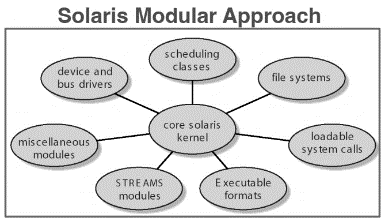 Solaris Modular Approach
scheduling
classes
device and
bus drivers
file systems
core solaris
kernel
miscellaneous
modules
loadable
system calls
STREAMS
modules
Executable
formats